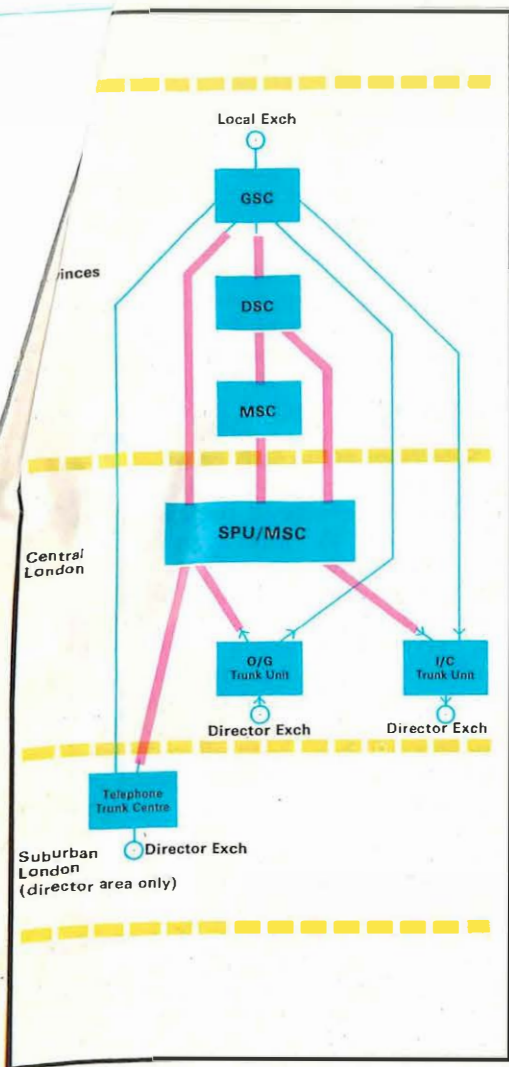 Local Exch
GSC
DSC
MSC
SPU/MSC
Central
London
O/G
Trunk Unit
I/C
Trunk Unit
Director Exch
Director Exch
Telephone
Trunk Centre
Director Exch
Suburban
London
(director area only)